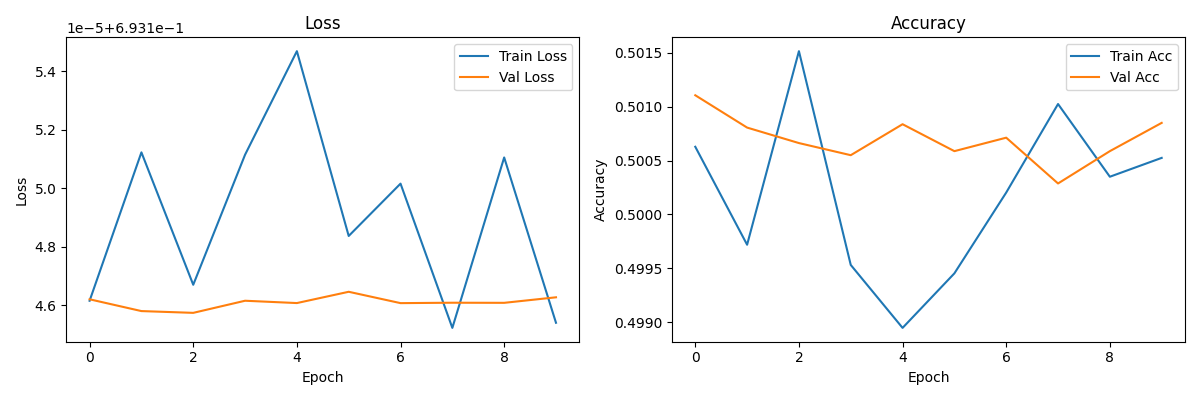 Loss
1e−5+6.931e−1
Train Loss
Val Loss
5.4
5.2
5.0
4.8
4.6
Loss
0 2 4 6 8
Epoch
Accuracy
Train Acc
Val Acc
0.5015
0.5010
0.5005
0.5000
0.4995
0.4990
Accuracy
0 2 4 6 8
Epoch